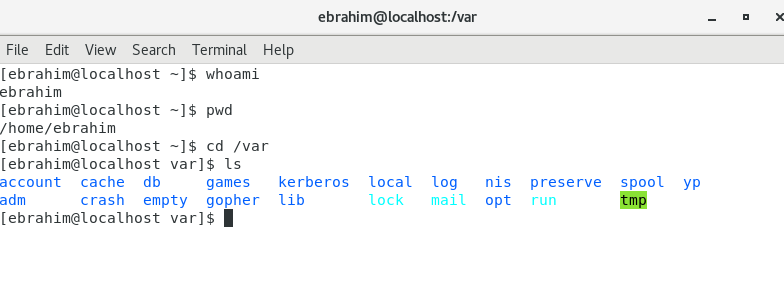 ebrahim@localhost:/var
File Edit View Search Terminal Help
[ebrahim@localhost ~]$ whoami
ebrahim
[ebrahim@localhost ~]$ pwd
/home/ebrahim
[ebrahim@localhost ~]$ cd /var
[ebrahim@localhost var]$ ls
account  cache  db     games   kerberos  local  log   nis  preserve  spool  yp
adm      crash  empty  gopher  lib       lock   mail  opt  run       tmp
[ebrahim@localhost var]$